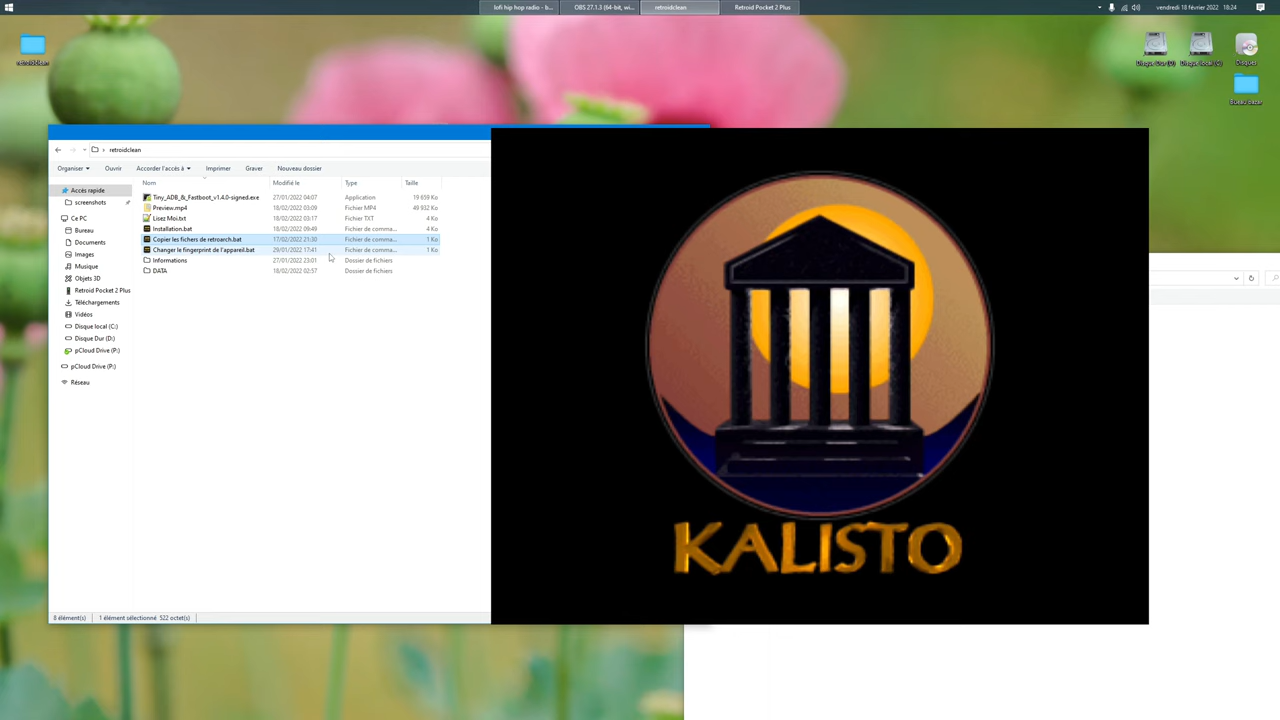 lofi hip hop radio - b...
OBS 27.1.3 (64-bit, wi...
retroidclean
Retroid Pocket 2 Plus
vendredi 18 février 2022
18:24
retroidclean
Disque Dur (D)
Disque local (C)
Disques
retroidclean
Organiser
Ouvrir
Accorder l'accès à
Imprimer
Graver
Nouveau dossier
Nom
Modifié le
Type
Taille
Accès rapide
screenshots
Ce PC
Bureau
Documents
Images
Musique
Objets 3D
Retroid Pocket 2 Plus
Téléchargements
Vidéos
Disque local (C:)
Disque Dur (D:)
pCloud Drive (P:)
pCloud Drive (P:)
Réseau
Tiny_ADB_&_Fastboot_v1.4.0-signed.exe 27/01/2022 04:07 Application 19 659 Ko
Preview.mp4 18/02/2022 03:09 Fichier MP4 49 932 Ko
Lisez Moi.txt 18/02/2022 03:17 Fichier TXT 4 Ko
Installation.bat 18/02/2022 09:49 Fichier de comma... 4 Ko
Copier les fichers de retroarch.bat 17/02/2022 21:30 Fichier de comma... 1 Ko
Changer le fingerprint de l'appareil.bat 29/01/2022 17:41 Fichier de comma... 1 Ko
Informations 27/01/2022 23:01 Dossier de fichiers
DATA 18/02/2022 02:57 Dossier de fichiers
KALISTO
8 élément(s)
1 élément sélectionné 522 octet(s)